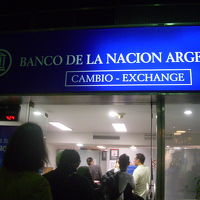 BANCO DE LA NACION ARGE
CAMBIO - EXCHANGE